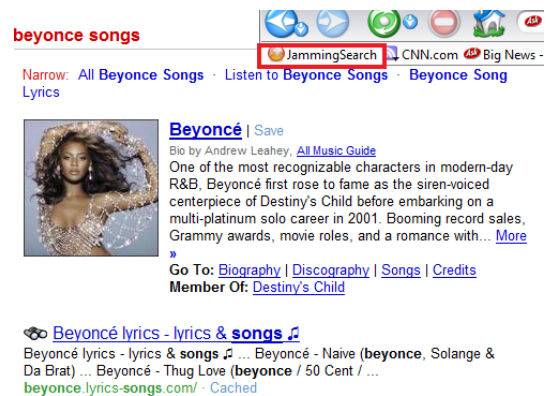 beyonce songs
Ask
JammingSearch CNN.com Big News -
Narrow: All Beyonce Songs · Listen to Beyonce Songs · Beyonce Song
Lyrics
Beyoncé | Save
Bio by Andrew Leahey, All Music Guide
One of the most recognizable characters in modern-day
R&B, Beyoncé first rose to fame as the siren-voiced
centerpiece of Destiny's Child before embarking on a
multi-platinum solo career in 2001. Booming record sales,
Grammy awards, movie roles, and a romance with... More
»
Go To: Biography | Discography | Songs | Credits
Member Of: Destiny's Child
Beyoncé lyrics - lyrics & songs ♫
Beyoncé lyrics - lyrics & songs ♫ ... Beyoncé - Naive (beyonce, Solange &
Da Brat) ... Beyoncé - Thug Love (beyonce / 50 Cent / ...
beyonce.lyrics-songs.com/ · Cached